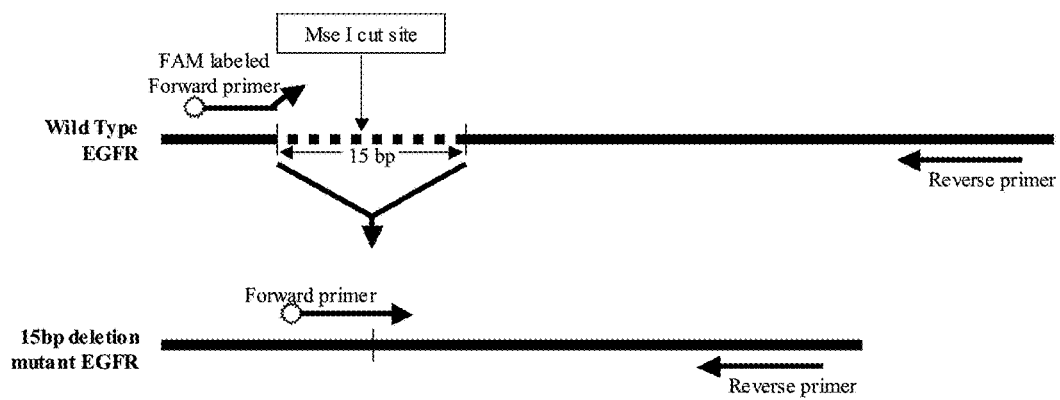 Mse I cut site
FAM labeled
Forward primer
Wild Type
EGFR
15 bp
Reverse primer
Forward primer
15bp deletion
mutant EGFR
Reverse primer